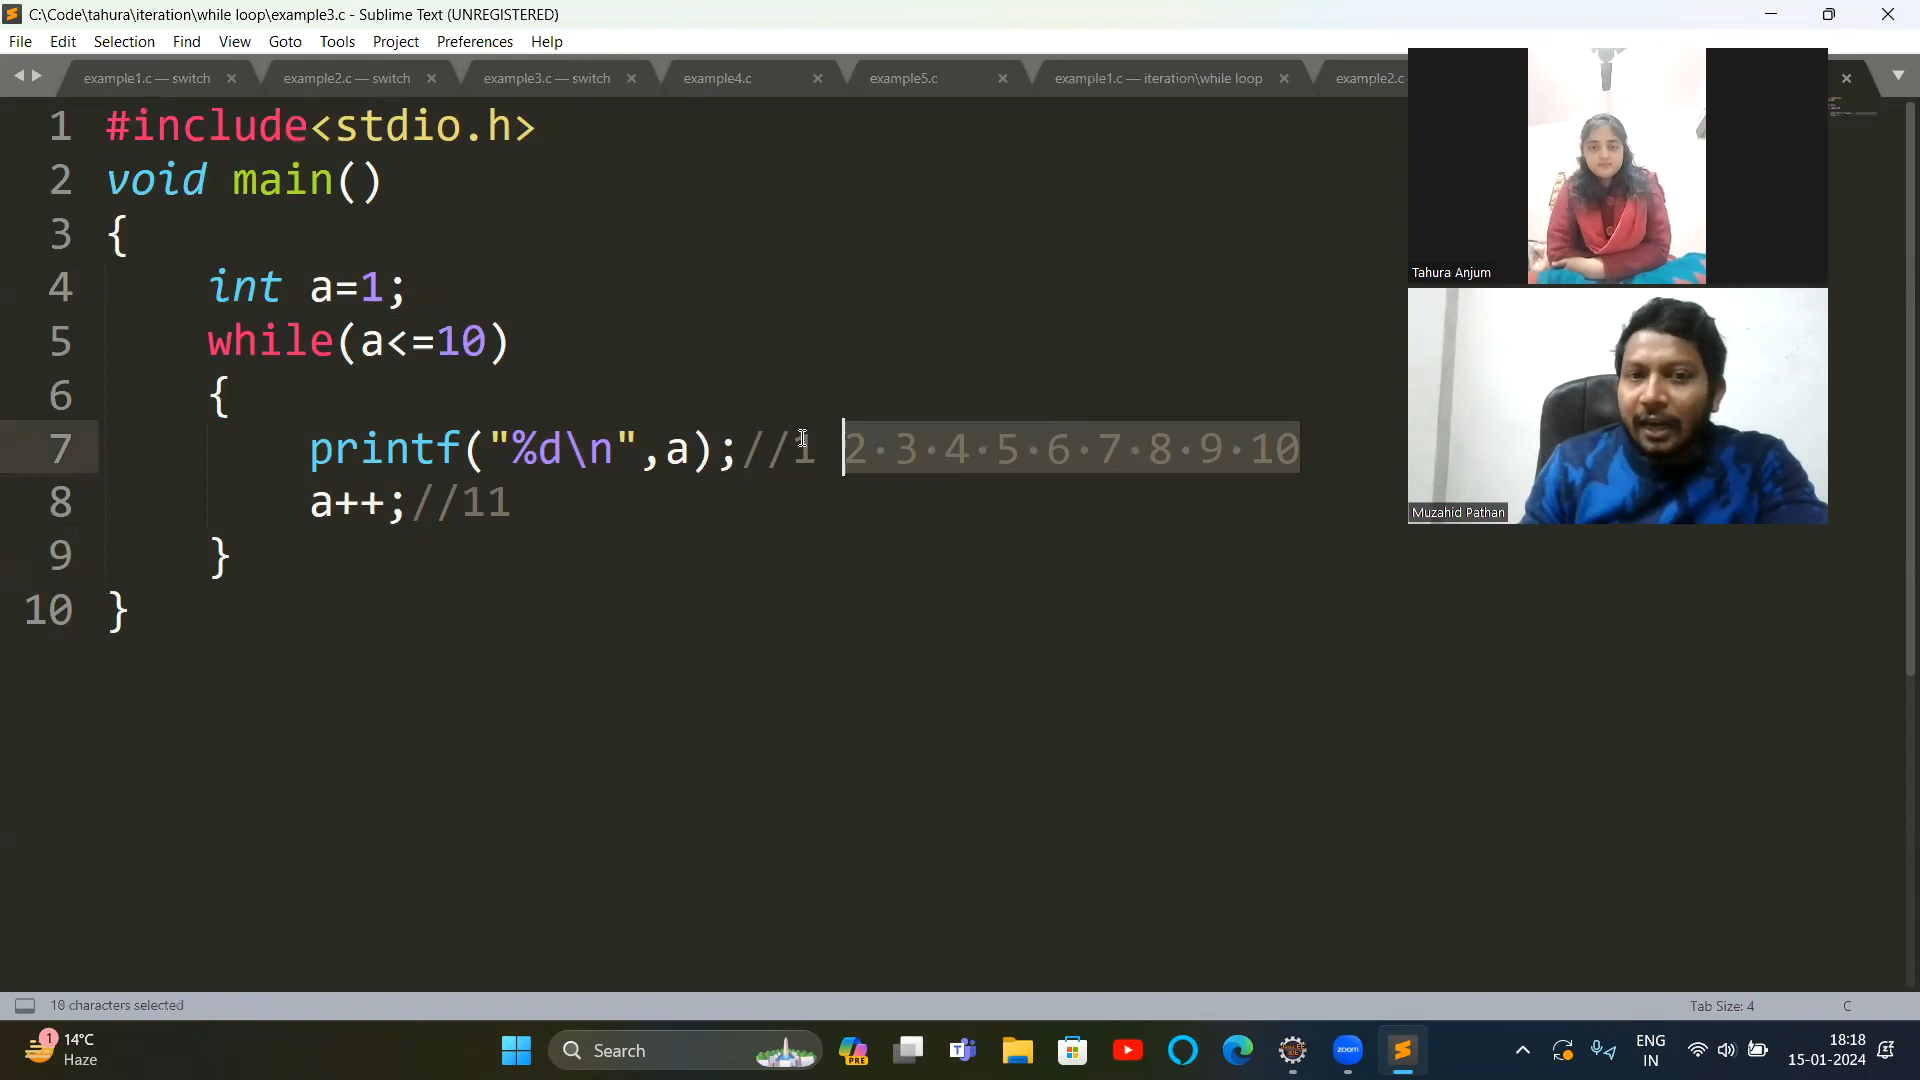 C:\Code\tahura\iteration\while loop\example3.c - Sublime Text (UNREGISTERED)
File Edit Selection Find View Goto Tools Project Preferences Help
example1.c — switch example2.c — switch example3.c — switch example4.c example5.c example1.c — iteration\while loop example2.c
1 #include<stdio.h>
2 void main()
3 {
4 int a=1;
5 while(a<=10)
6 {
7 printf("%d\n",a);//1 2·3·4·5·6·7·8·9·10
8 a++;//11
9 }
10 }
Tahura Anjum
Muzahid Pathan
18 characters selected Tab Size: 4 C
1 14°C
Haze
Search
PRE
zoom
ENG
IN
18:18
15-01-2024